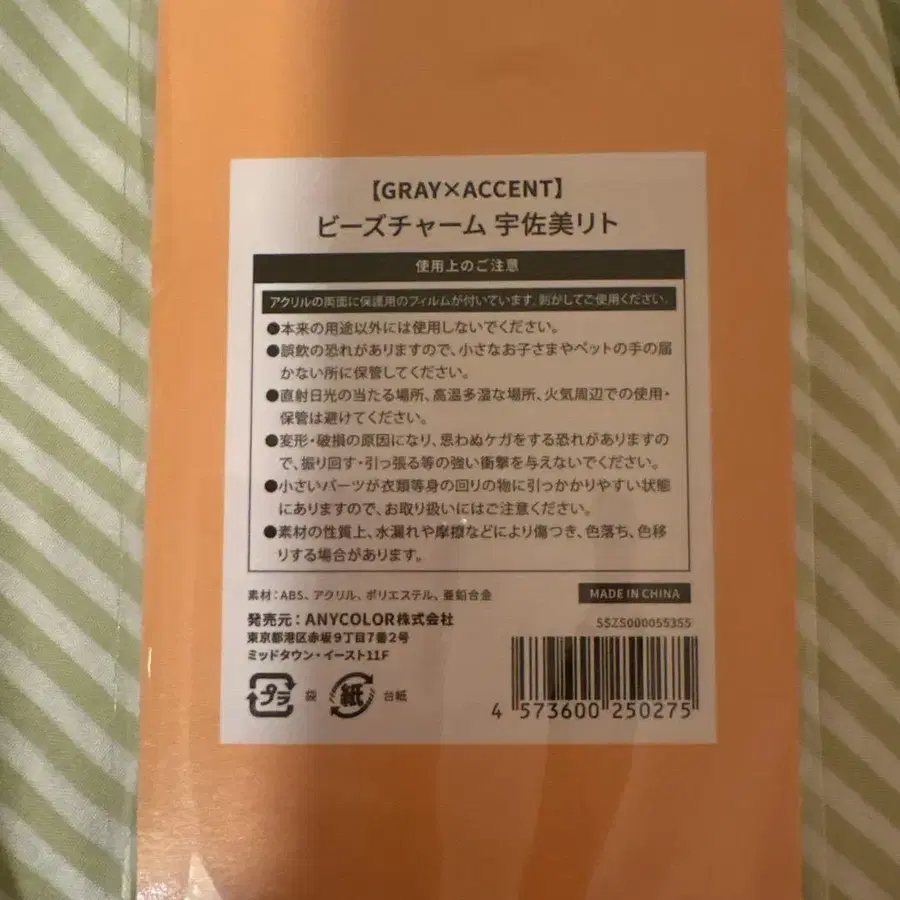 【GRAY×ACCENT】
ビーズチャーム 宇佐美リト
使用上のご注意
アクリルの両面に保護用のフィルムが付いています。剥がしてご使用ください。
●本来の用途以外には使用しないでください。
●誤飲の恐れがありますので、小さなお子さまやペットの手の届
かない所に保管してください。
●直射日光の当たる場所、高温多湿な場所、火気周辺での使用・
保管は避けてください。
●変形・破損の原因になり、思わぬケガをする恐れがありますの
で、振り回す・引っ張る等の強い衝撃を与えないでください。
●小さいパーツが衣類等身の回りの物に引っかかりやすい状態
にありますので、お取り扱いにはご注意ください。
●素材の性質上、水漏れや摩擦などにより傷つき、色落ち、色移
りする場合があります。
素材:ABS、アクリル、ポリエステル、亜鉛合金
MADE IN CHINA
発売元:ANYCOLOR株式会社
SSZS000055355
東京都港区赤坂9丁目7番2号
ミッドタウン・イースト11F
プラ 袋 紙 台紙
4 573600 250275